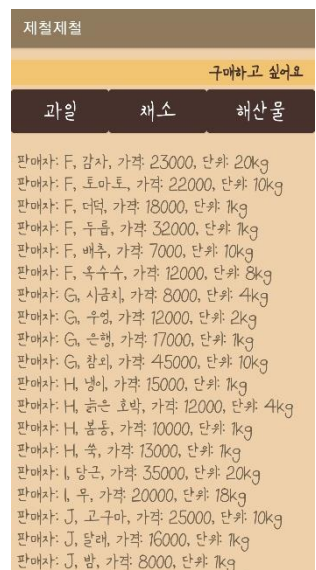 제철제철
구매하고 싶어요
과일 채소 해산물
판매자: F, 감자, 가격: 23000, 단위: 20kg
판매자: F, 토마토, 가격: 22000, 단위: 10kg
판매자: F, 더덕, 가격: 18000, 단위: 1kg
판매자: F, 두릅, 가격: 32000, 단위: 1kg
판매자: F, 배추, 가격: 7000, 단위: 10kg
판매자: F, 옥수수, 가격: 12000, 단위: 8kg
판매자: G, 시금치, 가격: 8000, 단위: 4kg
판매자: G, 우엉, 가격: 12000, 단위: 2kg
판매자: G, 은행, 가격: 17000, 단위: 1kg
판매자: G, 참외, 가격: 45000, 단위: 10kg
판매자: H, 냉이, 가격: 15000, 단위: 1kg
판매자: H, 늙은 호박, 가격: 12000, 단위: 4kg
판매자: H, 봄동, 가격: 10000, 단위: 1kg
판매자: H, 쑥, 가격: 13000, 단위: 1kg
판매자: I, 당근, 가격: 35000, 단위: 20kg
판매자: I, 무, 가격: 20000, 단위: 18kg
판매자: J, 고구마, 가격: 25000, 단위: 10kg
판매자: J, 달래, 가격: 16000, 단위: 1kg
판매자: J, 밤, 가격: 8000, 단위: 1kg